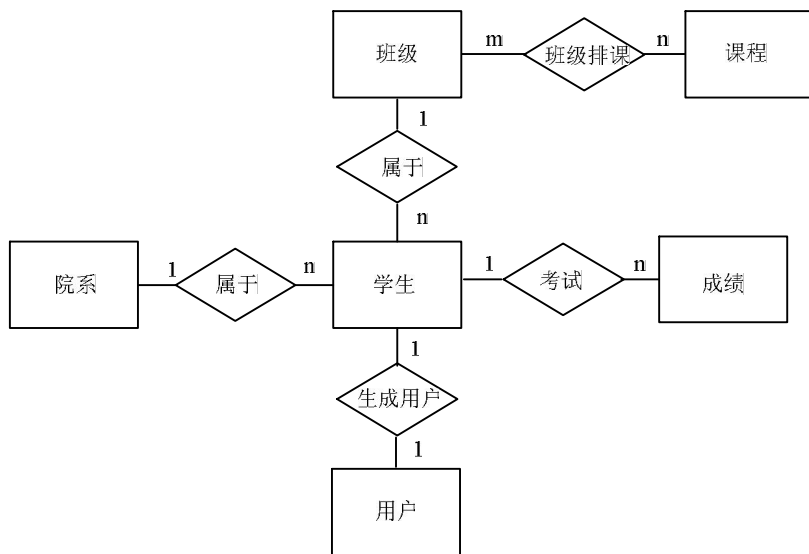 班级 m 班级排课 n 课程
1
属于
n
院系 1 属于 n 学生 1 考试 n 成绩
1
生成用户
1
用户